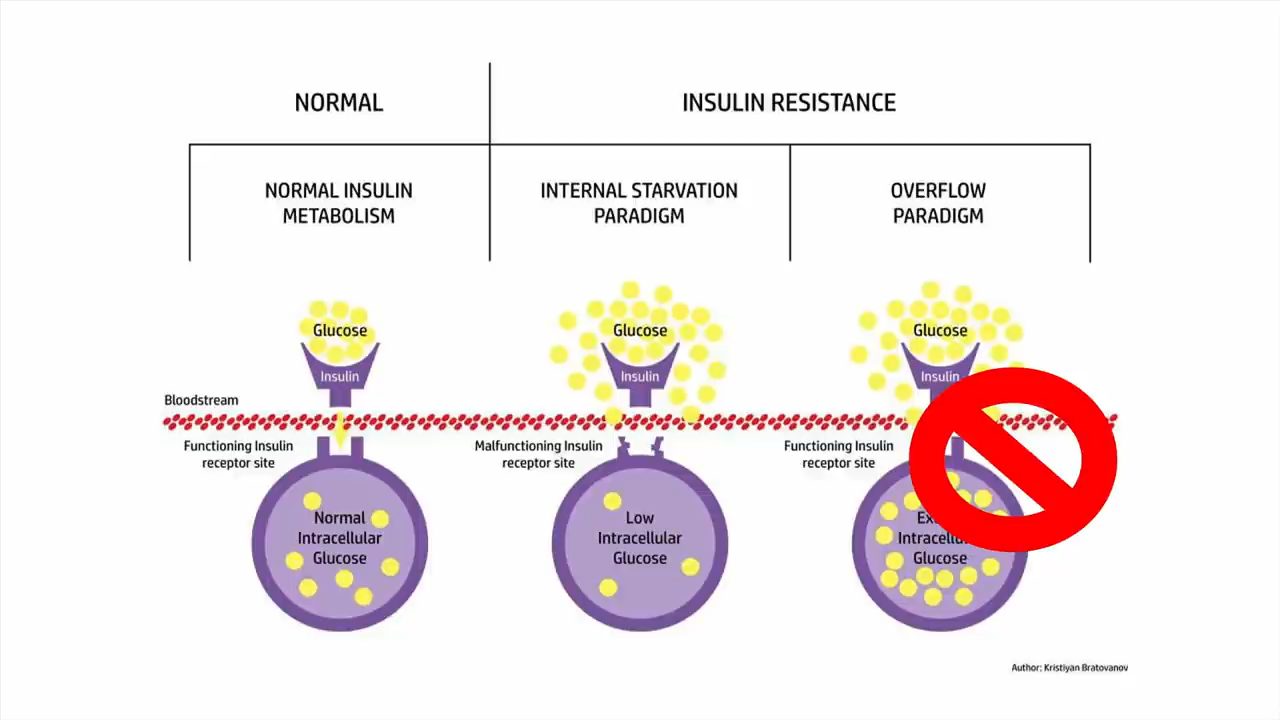 NORMAL
INSULIN RESISTANCE
NORMAL INSULIN
METABOLISM
INTERNAL STARVATION
PARADIGM
OVERFLOW
PARADIGM
Glucose
Insulin
Glucose
Insulin
Glucose
Insulin
Bloodstream
Functioning Insulin
receptor site
Malfunctioning Insulin
receptor site
Functioning Insulin
receptor site
Normal
Intracellular
Glucose
Low
Intracellular
Glucose
Glucose
Author: Kristiyan Bratovanov